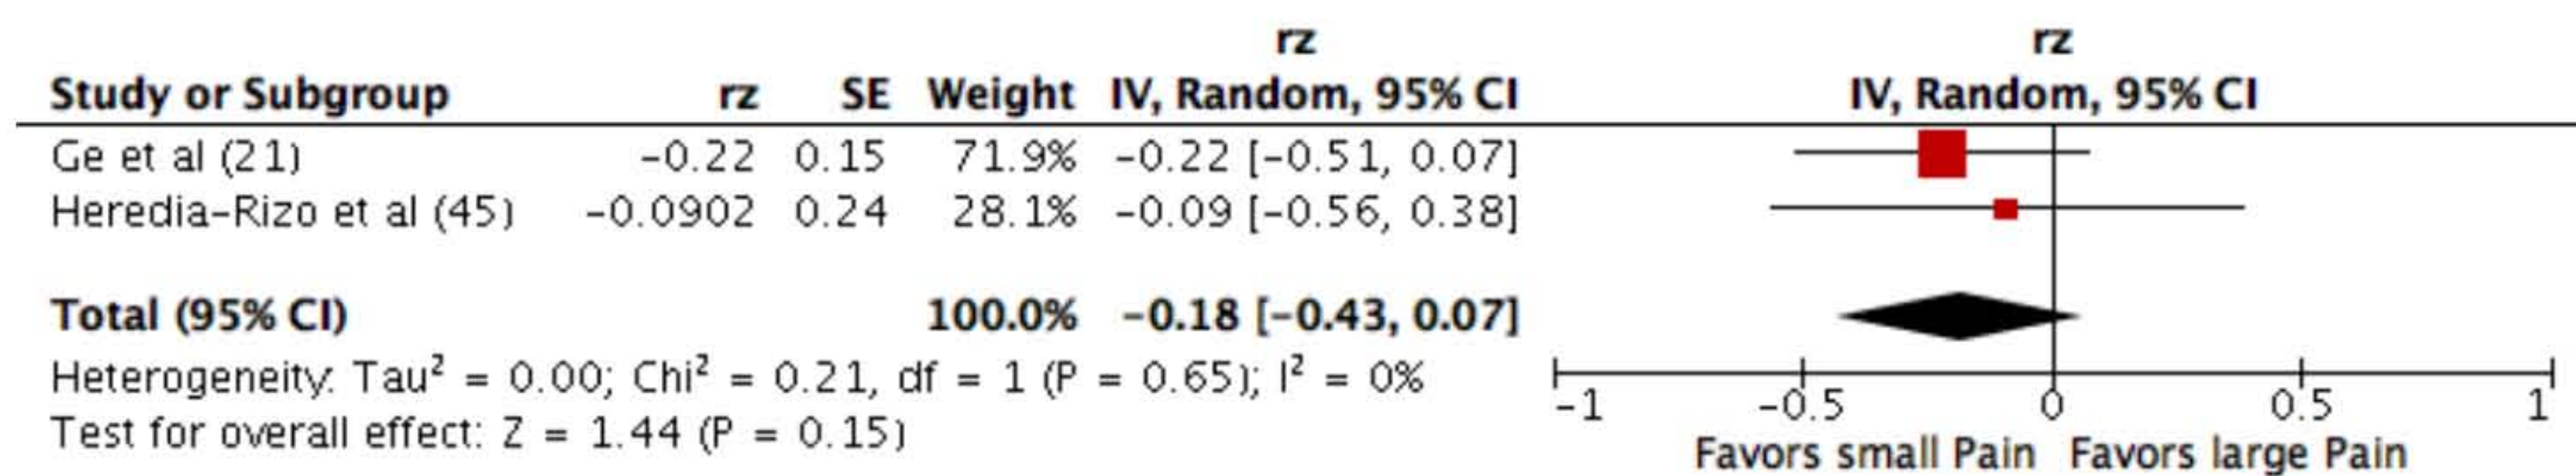 rz rz
Study or Subgroup rz SE Weight IV, Random, 95% CI IV, Random, 95% CI
Ge et al (21) −0.22 0.15 71.9% −0.22 [−0.51, 0.07]
Heredia-Rizo et al (45) −0.0902 0.24 28.1% −0.09 [−0.56, 0.38]
Total (95% CI) 100.0% −0.18 [−0.43, 0.07]
Heterogeneity: Tau² = 0.00; Chi² = 0.21, df = 1 (P = 0.65); I² = 0%
Test for overall effect: Z = 1.44 (P = 0.15)
−1 −0.5 0 0.5 1
Favors small Pain Favors large Pain